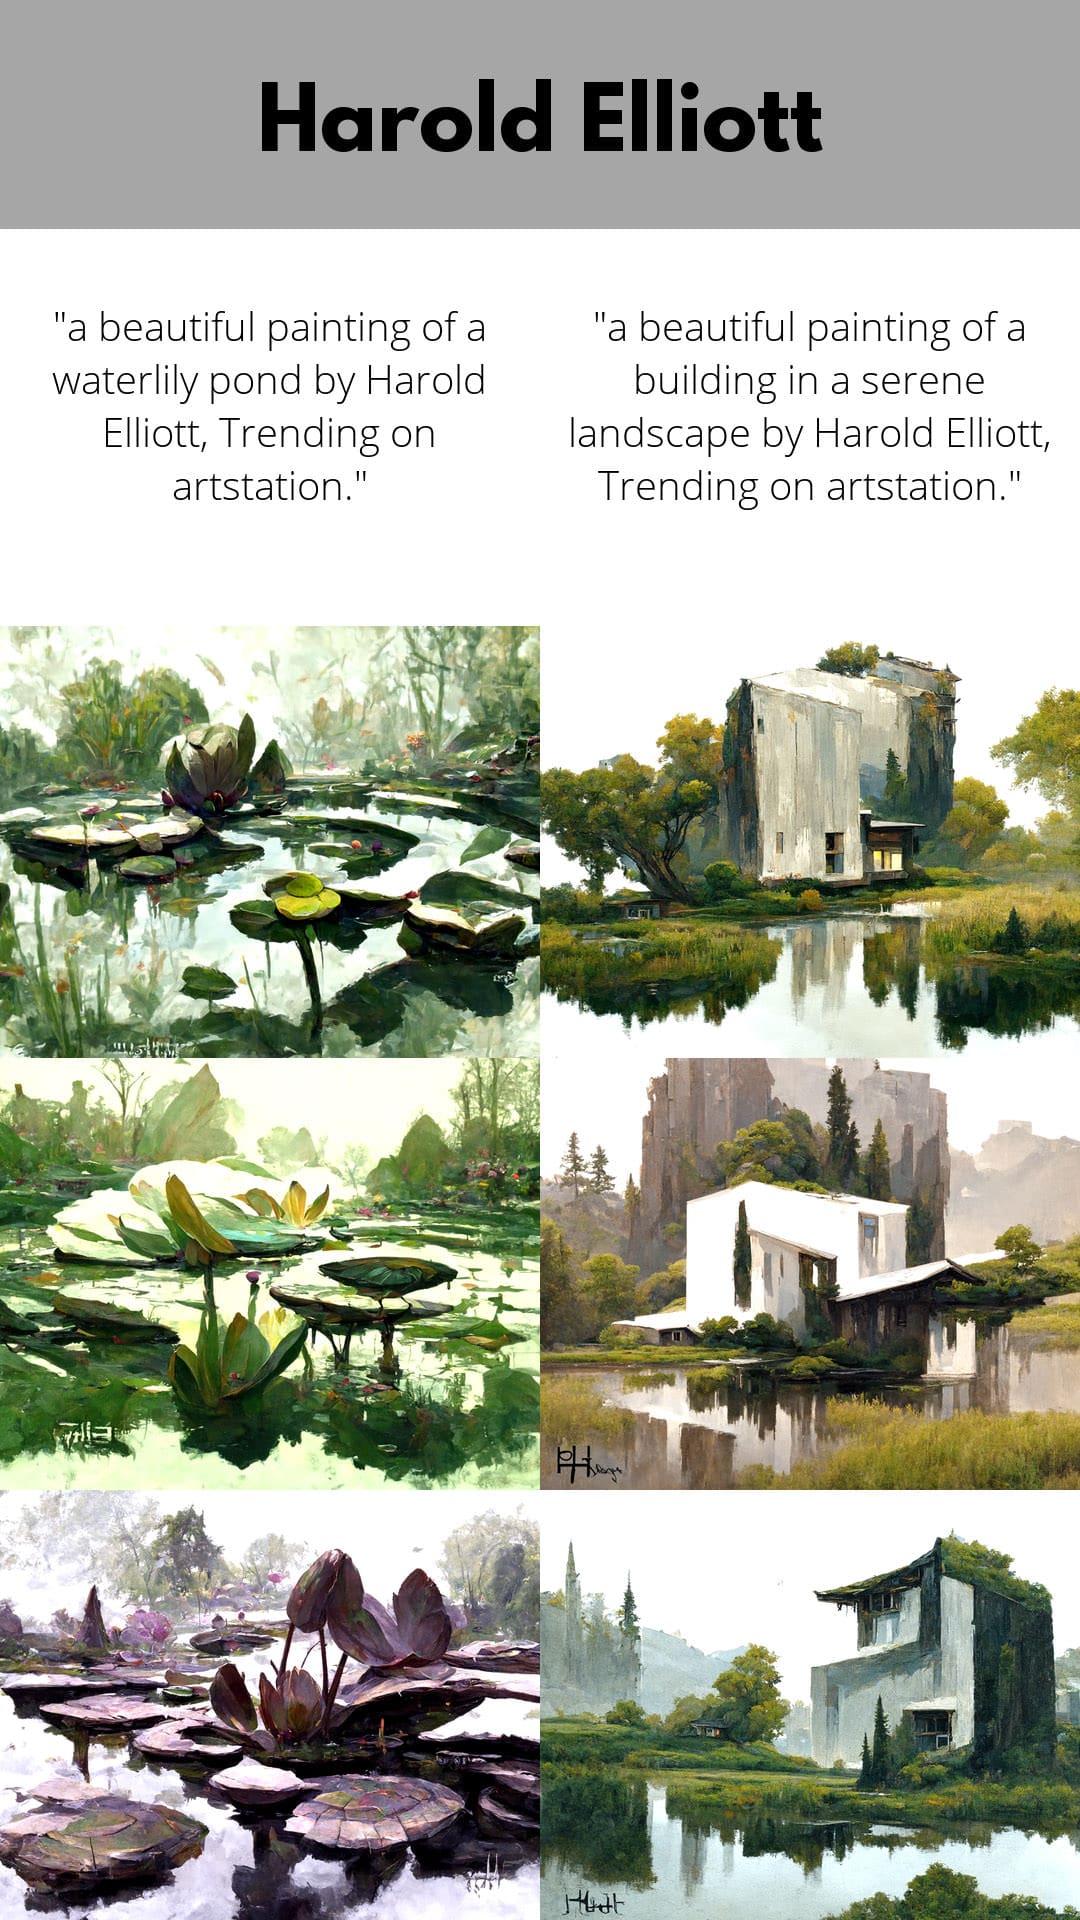 Harold Elliott
"a beautiful painting of a
waterlily pond by Harold
Elliott, Trending on
artstation."
"a beautiful painting of a
building in a serene
landscape by Harold Elliott,
Trending on artstation."